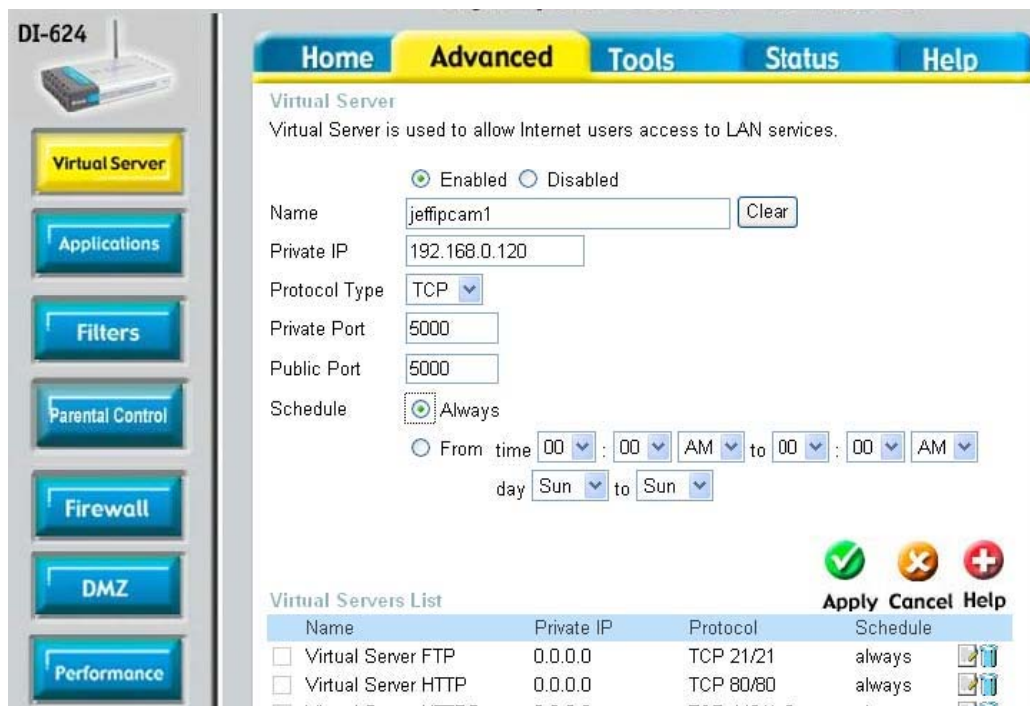 DI-624
Home Advanced Tools Status Help
Virtual Server
Virtual Server is used to allow Internet users access to LAN services.
Enabled Disabled
Name jeffipcam1 Clear
Private IP 192.168.0.120
Protocol Type TCP
Private Port 5000
Public Port 5000
Schedule Always
From time 00 : 00 AM to 00 : 00 AM
day Sun to Sun
Virtual Server
Applications
Filters
Parental Control
Firewall
DMZ
Performance
Apply Cancel Help
Virtual Servers List
Name Private IP Protocol Schedule
Virtual Server FTP 0.0.0.0 TCP 21/21 always
Virtual Server HTTP 0.0.0.0 TCP 80/80 always